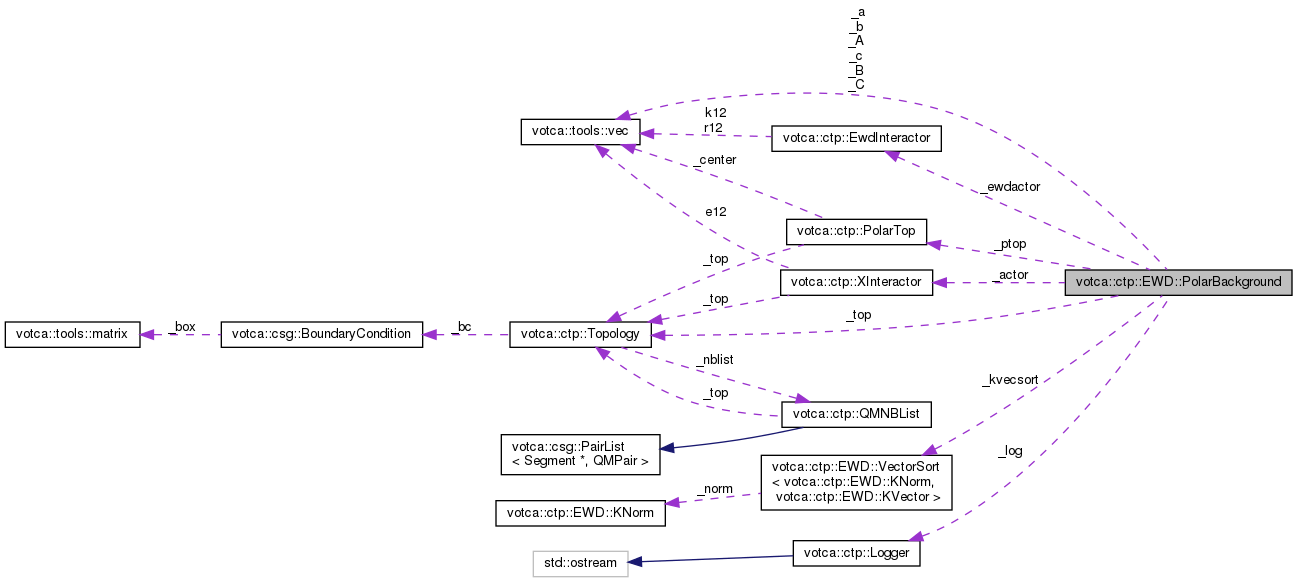 _a
_b
_A
_c
_B
_C
k12
r12
votca::tools::vec
votca::ctp::EwdInteractor
_center
_ewdactor
e12
votca::ctp::PolarTop
_ptop
_top
votca::ctp::XInteractor
_actor
votca::ctp::EWD::PolarBackground
_top
_top
votca::tools::matrix
_box
votca::csg::BoundaryCondition
_bc
votca::ctp::Topology
_nblist
_top
_kvecsort
votca::ctp::QMNBList
votca::csg::PairList
< Segment *, QMPair >
votca::ctp::EWD::VectorSort
< votca::ctp::EWD::KNorm,
votca::ctp::EWD::KVector >
_log
_norm
votca::ctp::EWD::KNorm
votca::ctp::Logger
std::ostream